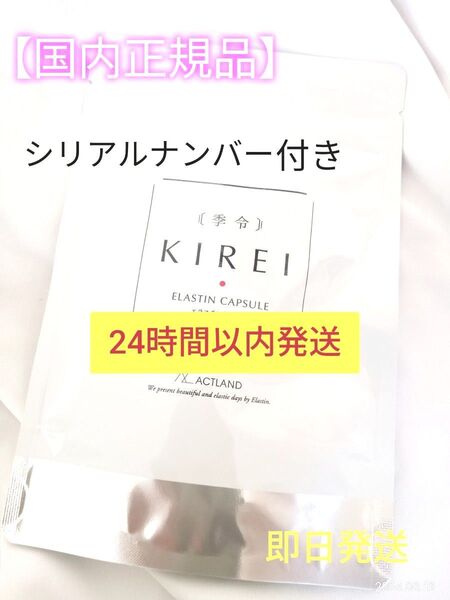 【国内正規品】
シリアルナンバー付き
〘季令〙
KIREI
ELASTIN CAPSULE
24時間以内発送
ACTLAND
We present beautiful and elastic days by Elastin.
即日発送